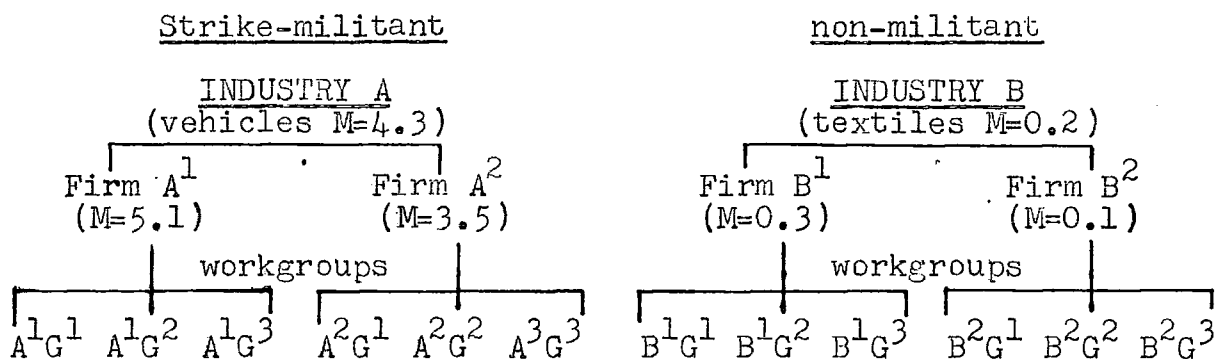 Strike-militant non-militant
INDUSTRY A INDUSTRY B
(vehicles M=4.3) (textiles M=0.2)
Firm A¹ Firm A² Firm B¹ Firm B²
(M=5.1) (M=3.5) (M=0.3) (M=0.1)
workgroups workgroups
A¹G¹ A¹G² A¹G³ A²G¹ A²G² A³G³ B¹G¹ B¹G² B¹G³ B²G¹ B²G² B²G³